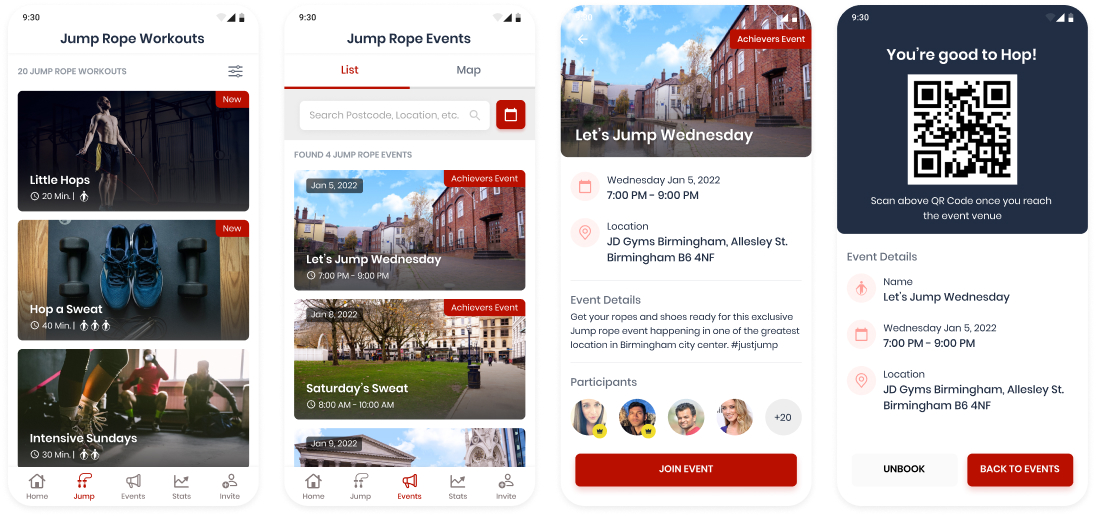 9:30
Jump Rope Workouts
20 JUMP ROPE WORKOUTS
New
Little Hops
20 Min. |
New
Hop a Sweat
40 Min. |
Intensive Sundays
30 Min. |
Home Jump Events Stats Invite
9:30
Jump Rope Events
List Map
Search Postcode, Location, etc.
FOUND 4 JUMP ROPE EVENTS
Jan 5, 2022 Achievers Event
Let's Jump Wednesday
7:00 PM - 9:00 PM
Jan 8, 2022 Achievers Event
Saturday's Sweat
8:00 AM - 10:00 AM
Jan 9, 2022
Home Jump Events Stats Invite
9:30
Achievers Event
Let's Jump Wednesday
Wednesday Jan 5, 2022
7:00 PM - 9:00 PM
Location
JD Gyms Birmingham, Allesley St.
Birmingham B6 4NF
Event Details
Get your ropes and shoes ready for this exclusive
Jump rope event happening in one of the greatest
location in Birmingham city center. #justjump
Participants
+20
JOIN EVENT
9:30
You're good to Hop!
Scan above QR Code once you reach
the event venue
Event Details
Name
Let's Jump Wednesday
Wednesday Jan 5, 2022
7:00 PM - 9:00 PM
Location
JD Gyms Birmingham, Allesley St.
Birmingham B6 4NF
UNBOOK BACK TO EVENTS